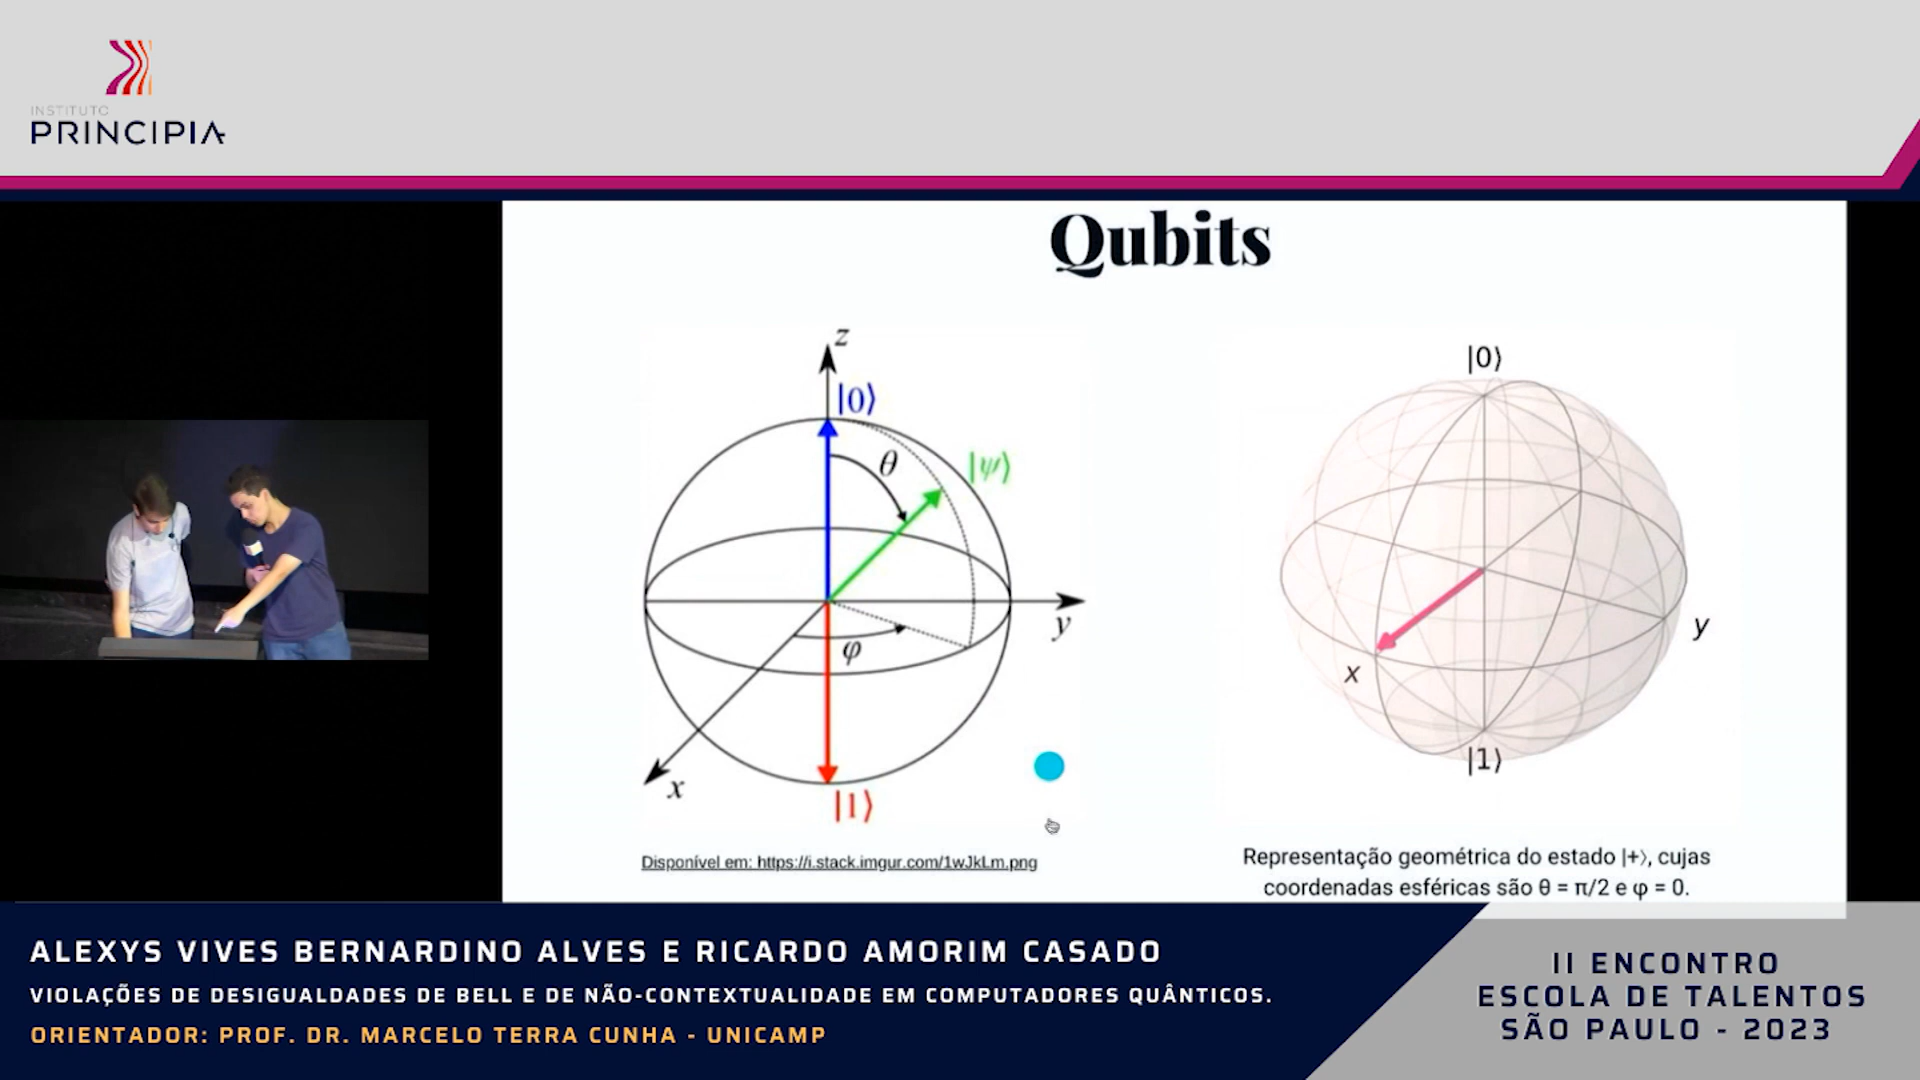 INSTITUTO
PRINCIPIA
Qubits
z
|0⟩
θ
|ψ⟩
y
φ
x
|1⟩
Disponível em: https://i.stack.imgur.com/1wJkLm.png
|0⟩
y
x
|1⟩
Representação geométrica do estado |+⟩, cujas
coordenadas esféricas são θ = π/2 e φ = 0.
ALEXYS VIVES BERNARDINO ALVES E RICARDO AMORIM CASADO
VIOLAÇÕES DE DESIGUALDADES DE BELL E DE NÃO-CONTEXTUALIDADE EM COMPUTADORES QUÂNTICOS.
ORIENTADOR: PROF. DR. MARCELO TERRA CUNHA - UNICAMP
II ENCONTRO
ESCOLA DE TALENTOS
SÃO PAULO - 2023